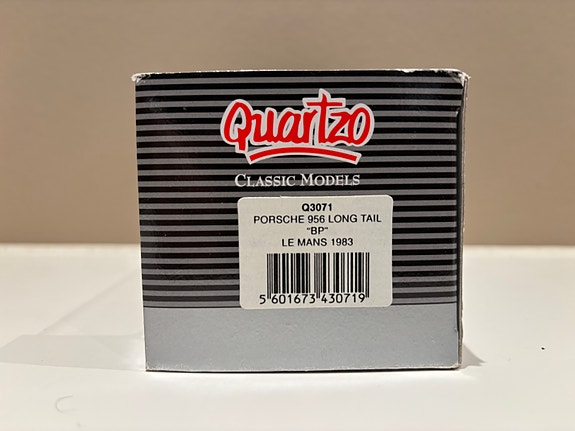 Quartzo
CLASSIC MODELS
Q3071
PORSCHE 956 LONG TAIL
"BP"
LE MANS 1983
5 601673 430719